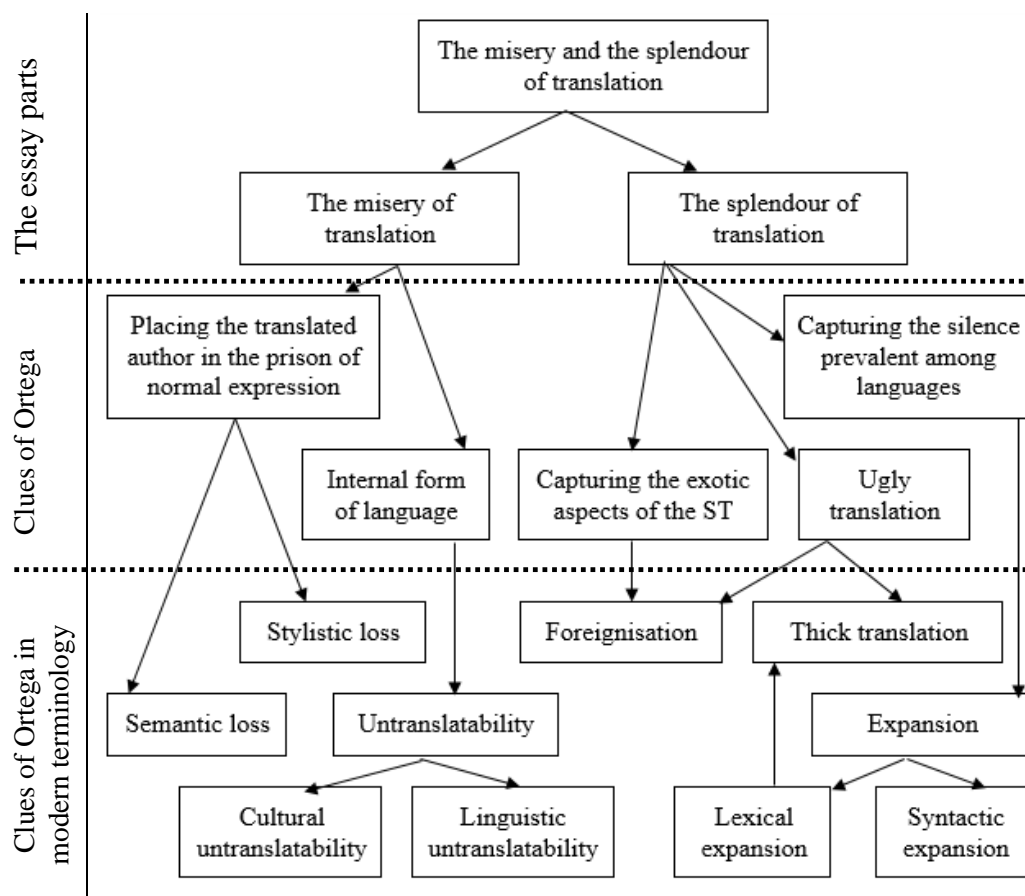 The essay parts
The misery and the splendour
of translation
The misery of
translation
The splendour of
translation
Clues of Ortega
Placing the translated
author in the prison of
normal expression
Capturing the silence
prevalent among
languages
Internal form
of language
Capturing the exotic
aspects of the ST
Ugly
translation
Clues of Ortega in
modern terminology
Stylistic loss
Foreignisation
Thick translation
Semantic loss
Untranslatability
Expansion
Cultural
untranslatability
Linguistic
untranslatability
Lexical
expansion
Syntactic
expansion